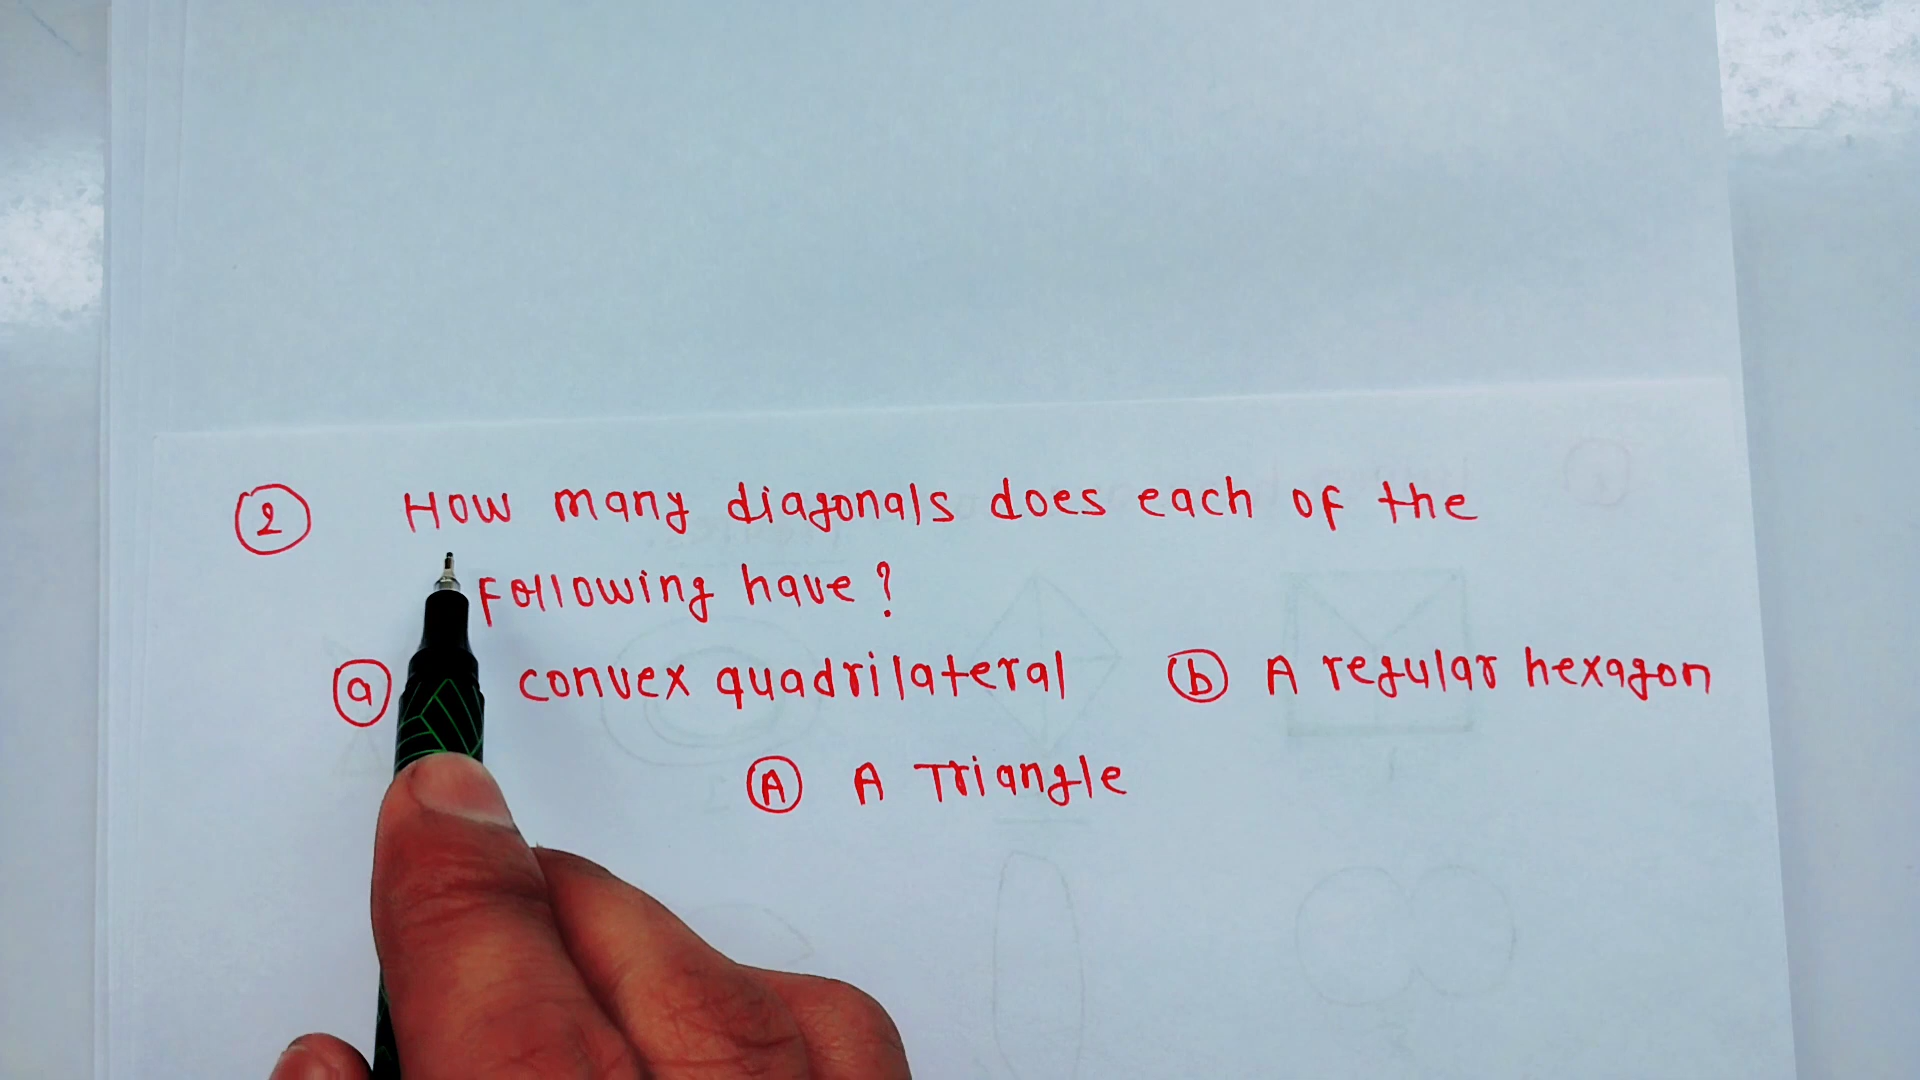 2 How many diagonals does each of the
following have?
a convex quadrilateral b A regular hexagon
A A Triangle